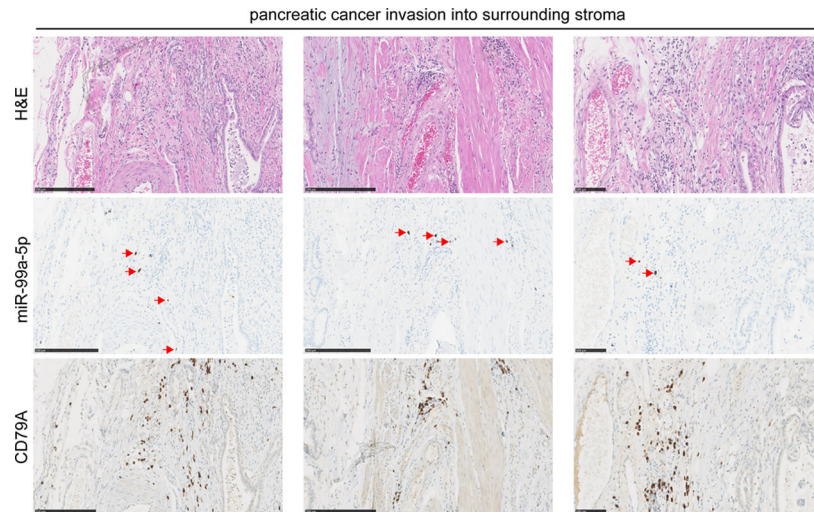 pancreatic cancer invasion into surrounding stroma
H&E
miR-99a-5p
CD79A